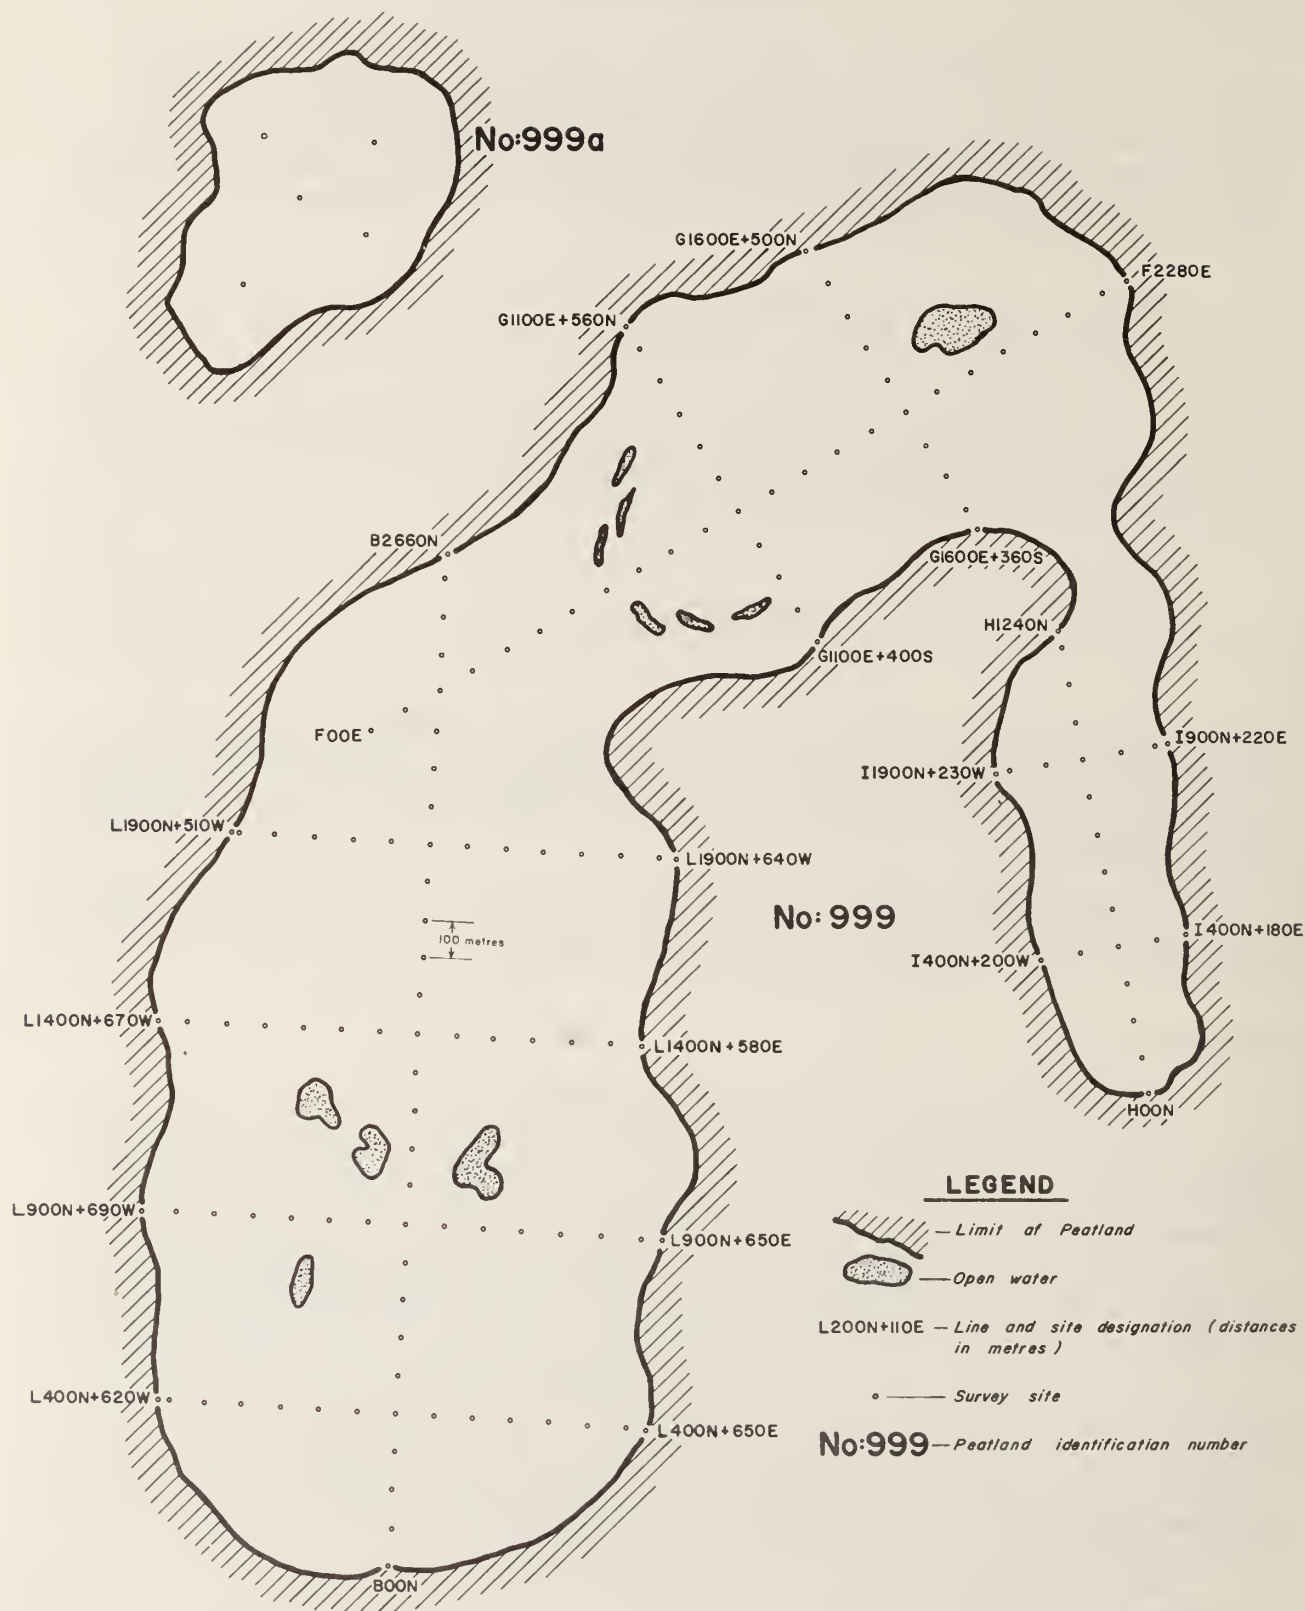 No:999a
G1600E+500N
F2280E
G1100E+560N
B2660N
G1600E+360S
H1240N
G1100E+400S
F00E
I900N+220E
I1900N+230W
L1900N+510W
L1900N+640W
No: 999
100 metres
I400N+180E
I400N+200W
L1400N+670W
L1400N+580E
H00N
LEGEND
L900N+690W
Limit of Peatland
L900N+650E
Open water
L200N+110E — Line and site designation (distances
in metres)
L400N+620W
Survey site
L400N+650E
No:999 — Peatland identification number
B00N